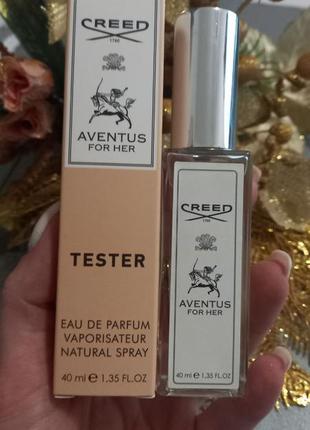 CREED
1760
AVENTUS
FOR HER
TESTER
EAU DE PARFUM
VAPORISATEUR
NATURAL SPRAY
40 ml e 1,35 FL.OZ
CREED
1760
AVENTUS
FOR HER
40 ml e 1,35 FL.OZ